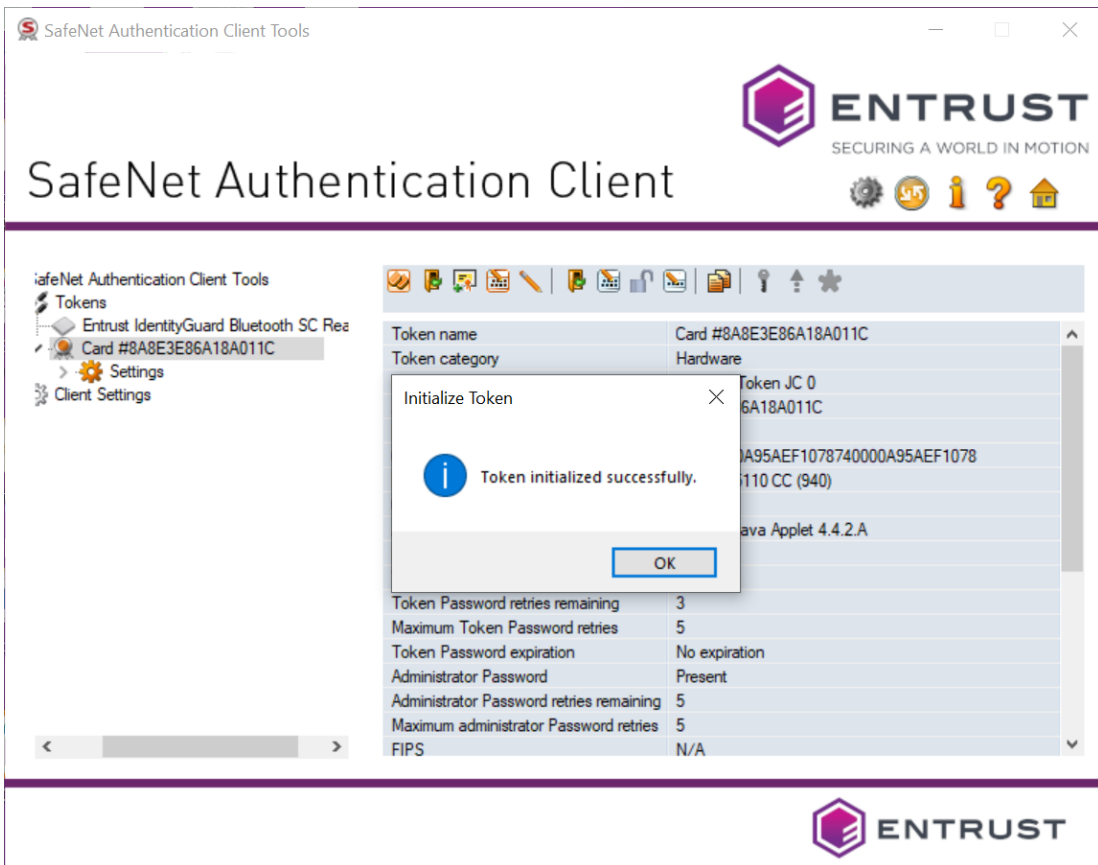 SafeNet Authentication Client Tools
ENTRUST
SECURING A WORLD IN MOTION
SafeNet Authentication Client
afeNet Authentication Client Tools
Tokens
Entrust IdentityGuard Bluetooth SC Rea
Card #8A8E3E86A18A011C
Settings
Client Settings
Token name Card #8A8E3E86A18A011C
Token category Hardware
Token JC 0
6A18A011C
0A95AEF1078740000A95AEF1078
110 CC (940)
ava Applet 4.4.2.A
Initialize Token
Token initialized successfully.
OK
Token Password retries remaining 3
Maximum Token Password retries 5
Token Password expiration No expiration
Administrator Password Present
Administrator Password retries remaining 5
Maximum administrator Password retries 5
FIPS N/A
ENTRUST